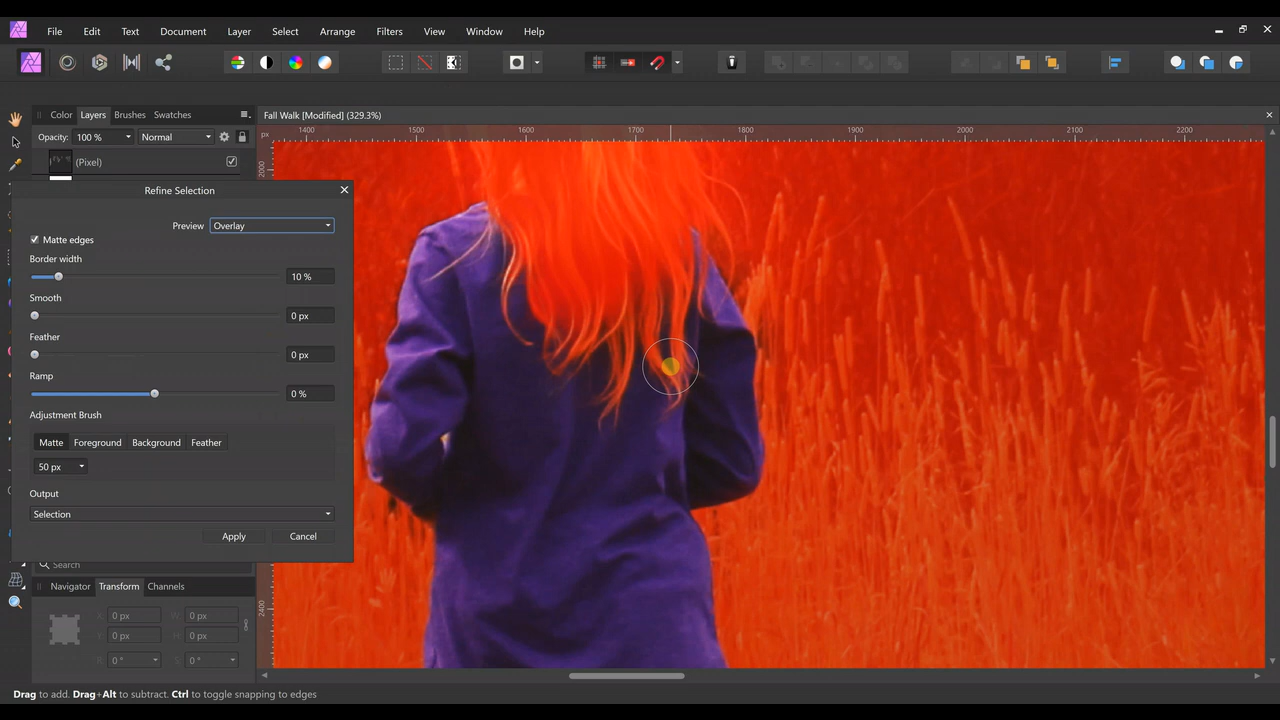 File Edit Text Document Layer Select Arrange Filters View Window Help
Color Layers Brushes Swatches
Fall Walk [Modified] (329.3%)
Opacity: 100 % Normal
px 1400 1500 1600 1700 1800 1900 2000 2100 2200
(Pixel)
2000
Refine Selection
Preview Overlay
Matte edges
Border width
10 %
Smooth
0 px
Feather
0 px
Ramp
0 %
Adjustment Brush
Matte Foreground Background Feather
50 px
Output
Selection
Apply Cancel
Search
Navigator Transform Channels
2400
X: 0 px W: 0 px
Y: 0 px H: 0 px
R: 0 ° S: 0 °
Drag to add. Drag+Alt to subtract. Ctrl to toggle snapping to edges